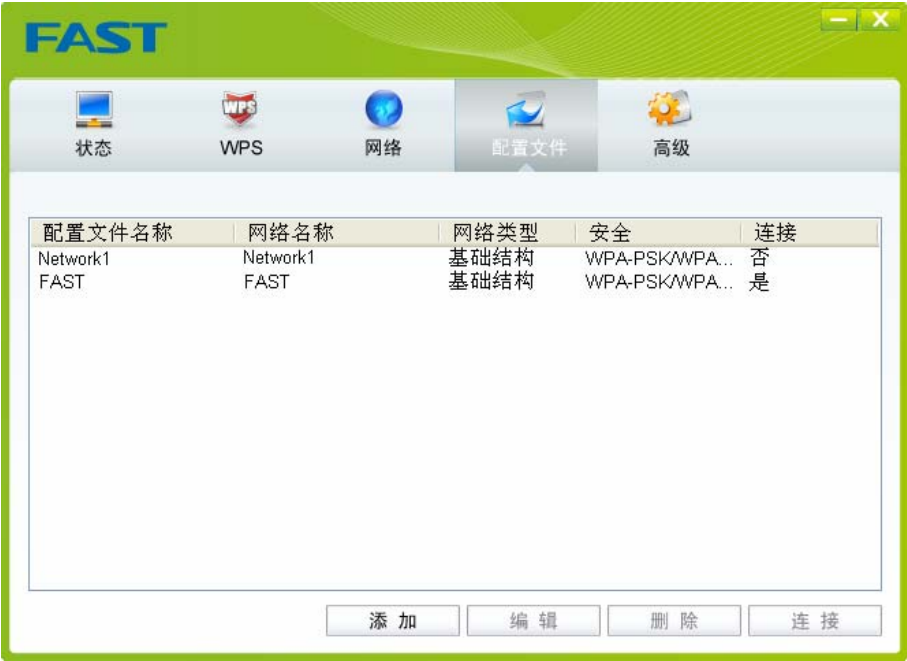 FAST
状态 WPS 网络 配置文件 高级
配置文件名称 网络名称 网络类型 安全 连接
Network1 Network1 基础结构 WPA-PSK/WPA... 否
FAST FAST 基础结构 WPA-PSK/WPA... 是
添加 编辑 删除 连接